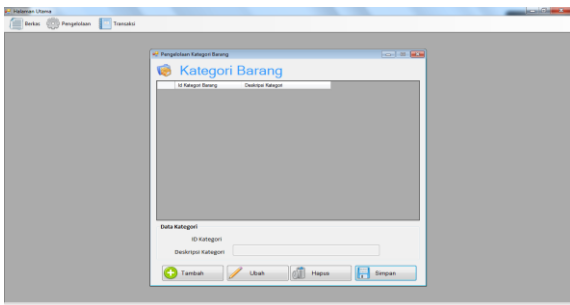 Halaman Utama
Berkas Pengelolaan Transaksi
Pengelolaan Kategori Barang
Kategori Barang
Id Kategori Barang Deskripsi Kategori
Data Kategori
ID Kategori
Deskripsi Kategori
Tambah Ubah Hapus Simpan